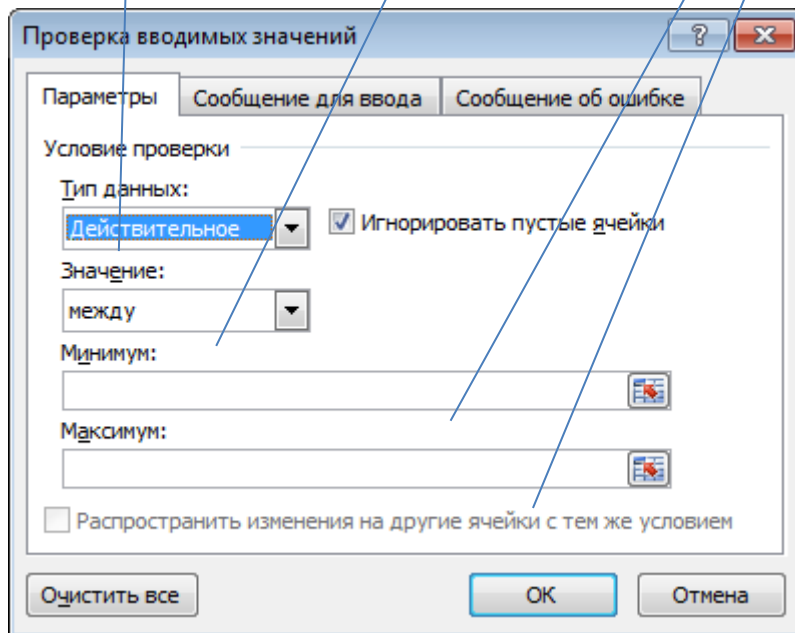 Проверка вводимых значений
Параметры Сообщение для ввода Сообщение об ошибке
Условие проверки
Тип данных:
Действительное Игнорировать пустые ячейки
Значение:
между
Минимум:
Максимум:
Распространить изменения на другие ячейки с тем же условием
Очистить все ОК Отмена